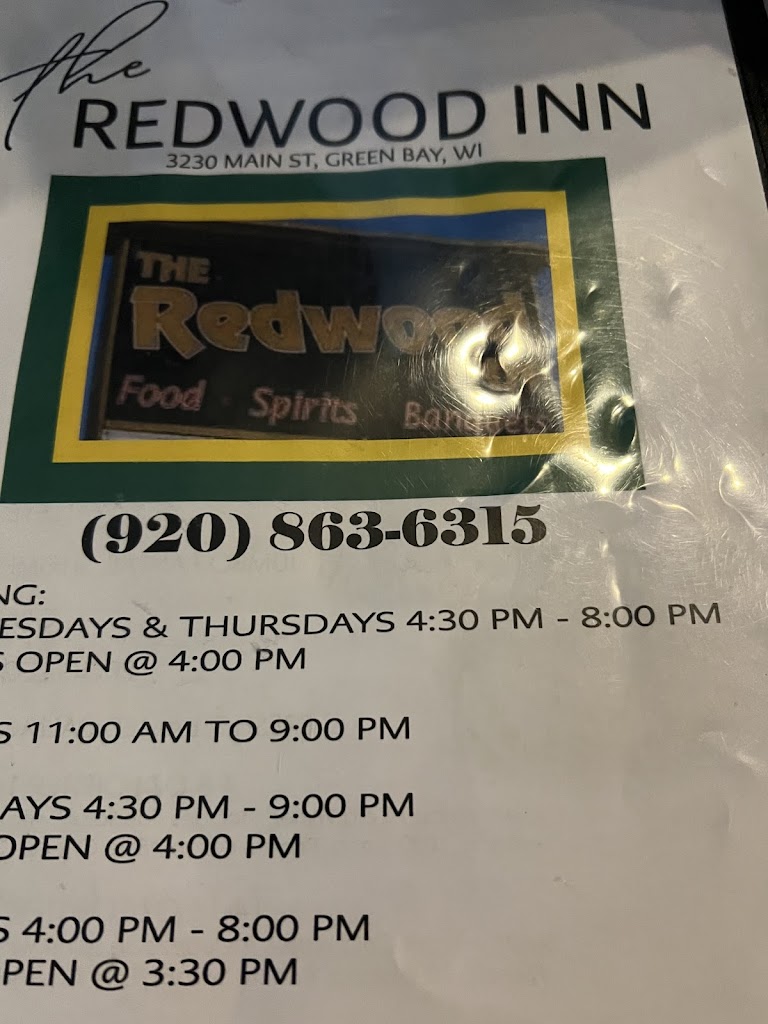 the
REDWOOD INN
3230 MAIN ST, GREEN BAY, WI
THE
Redwood
Food · Spirits · Banquets
(920) 863-6315
NG:
ESDAYS & THURSDAYS 4:30 PM - 8:00 PM
S OPEN @ 4:00 PM
S 11:00 AM TO 9:00 PM
AYS 4:30 PM - 9:00 PM
OPEN @ 4:00 PM
S 4:00 PM - 8:00 PM
PEN @ 3:30 PM